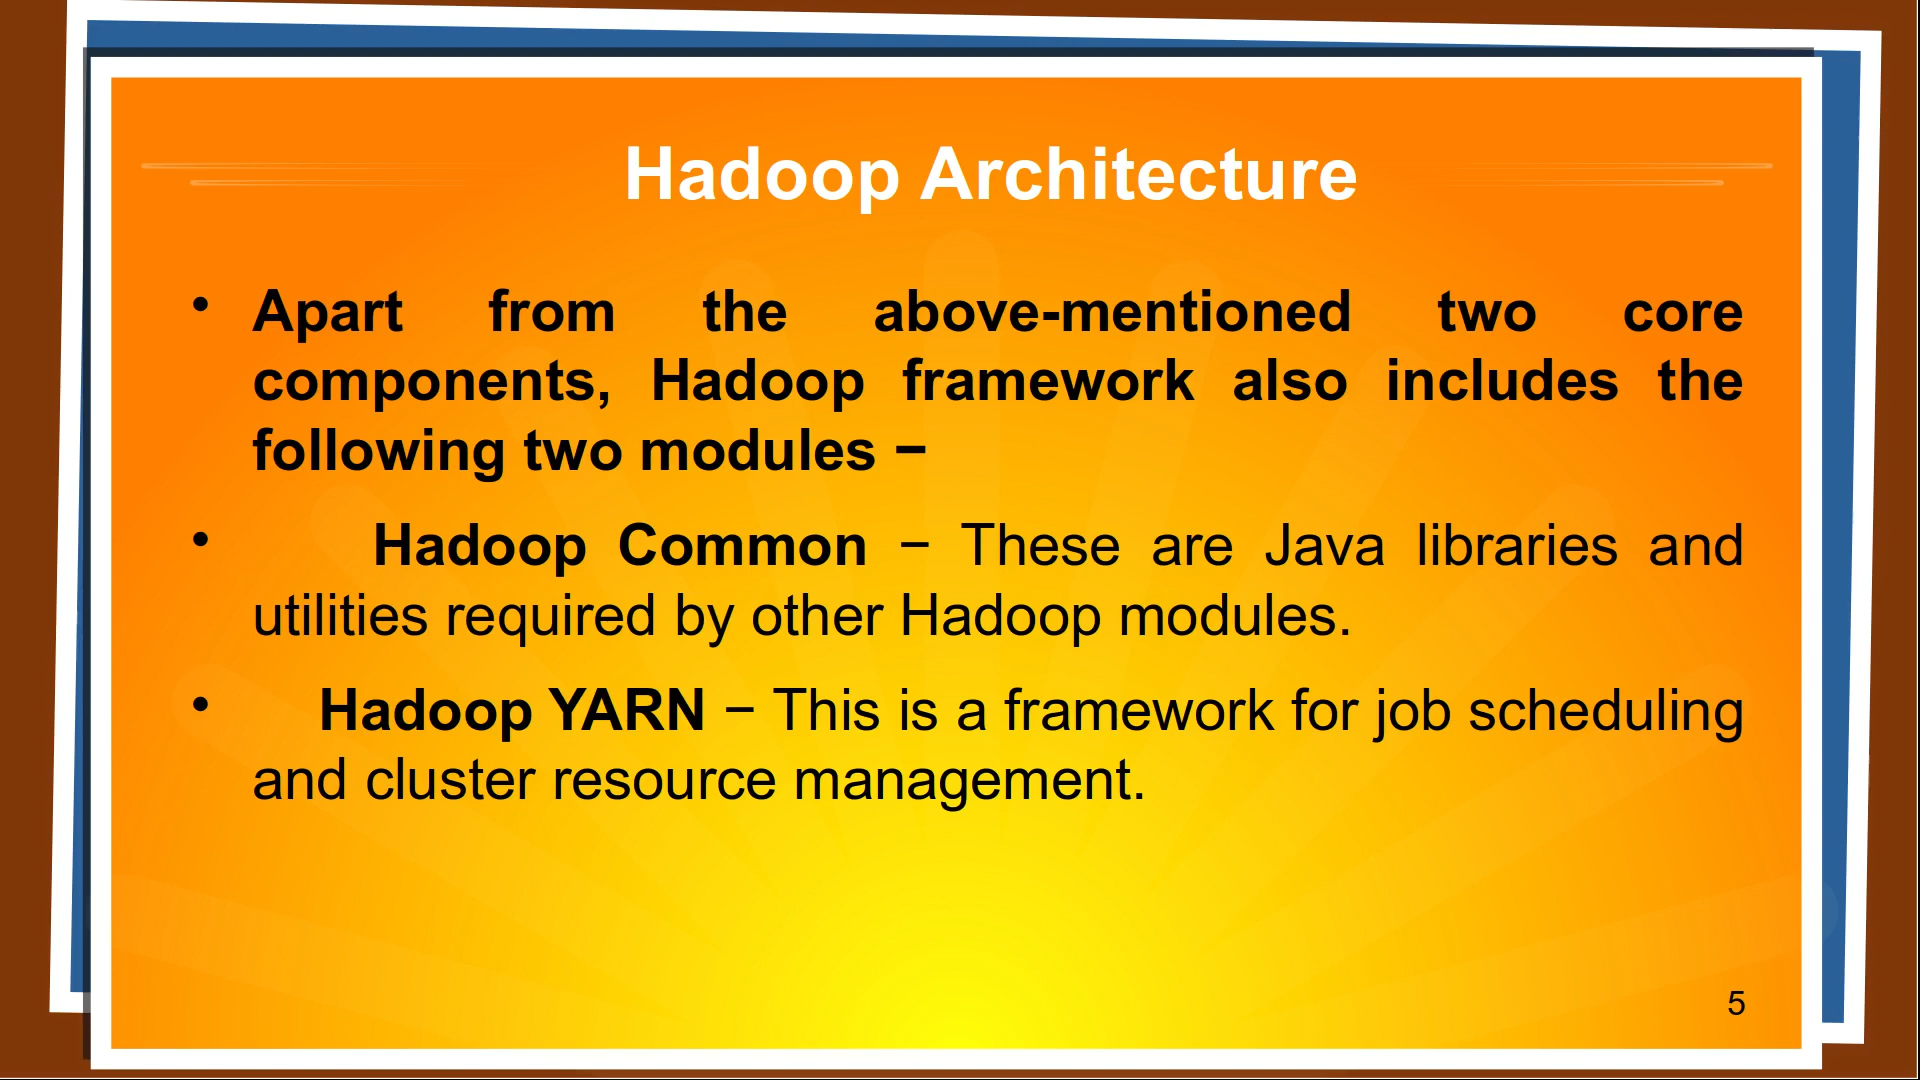 Hadoop Architecture
• Apart from the above-mentioned two core
components, Hadoop framework also includes the
following two modules −
• Hadoop Common − These are Java libraries and
utilities required by other Hadoop modules.
• Hadoop YARN − This is a framework for job scheduling
and cluster resource management.
5